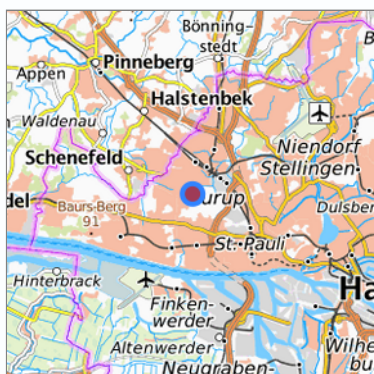 Bönning-
stedt
Pinneberg
Appen
Halstenbek
Waldenau
Niendorf
Stellingen
Schenefeld
del
Baurs-Berg
91
urup
Dulsbe
St. Pauli
Hinterbrack
Ha
Finken-
werder
Altenwerder
Wilhe
bu
Neugraben-